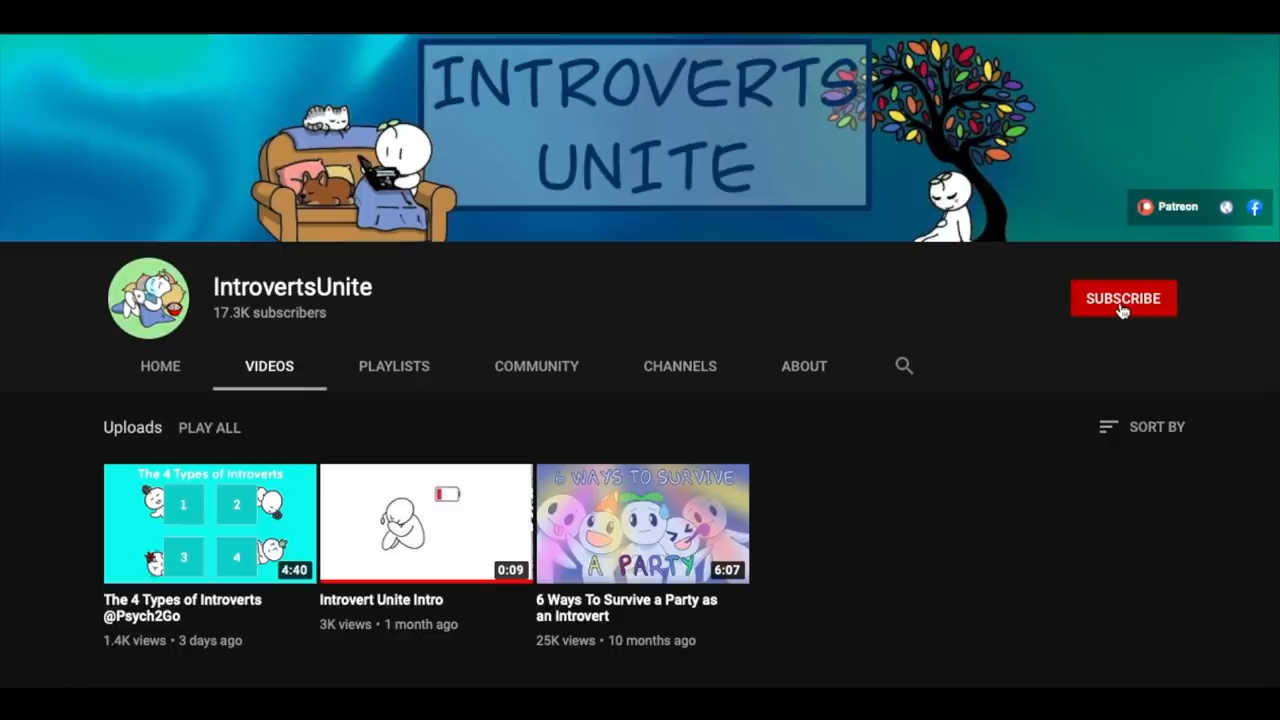 INTROVERTS
UNITE
Patreon
IntrovertsUnite
17.3K subscribers
SUBSCRIBE
HOME VIDEOS PLAYLISTS COMMUNITY CHANNELS ABOUT
Uploads PLAY ALL SORT BY
The 4 Types of Introverts
1 2
3 4
4:40
0:09
6 WAYS TO SURVIVE
A PARTY
6:07
The 4 Types of Introverts
@Psych2Go
1.4K views • 3 days ago
Introvert Unite Intro
3K views • 1 month ago
6 Ways To Survive a Party as
an Introvert
25K views • 10 months ago